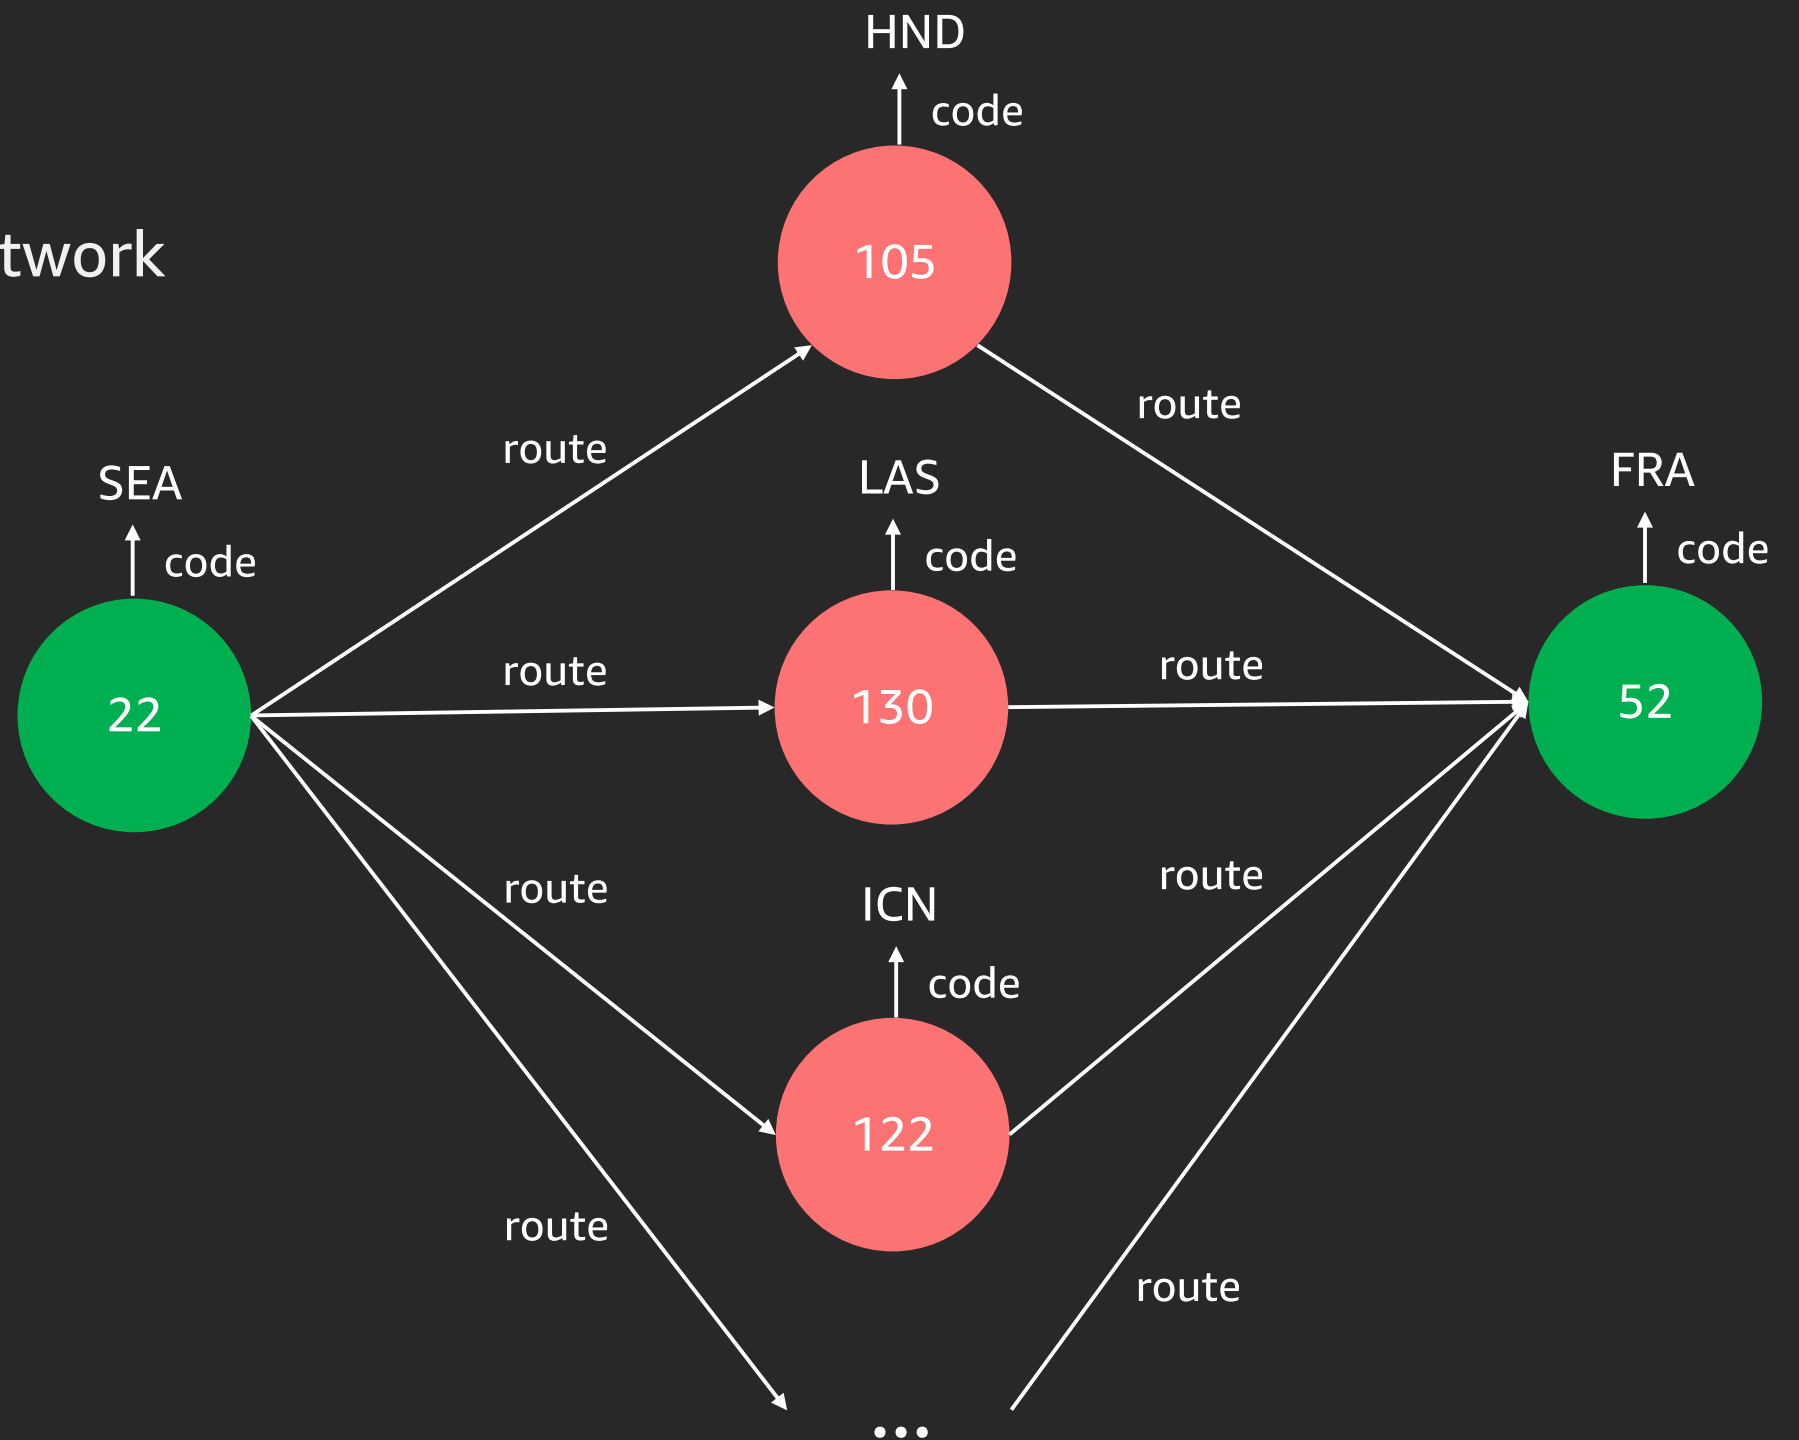 HND
code
105
twork
route
route
SEA
code
LAS
code
FRA
code
22
route
130
route
52
route
ICN
code
route
122
route
route
...